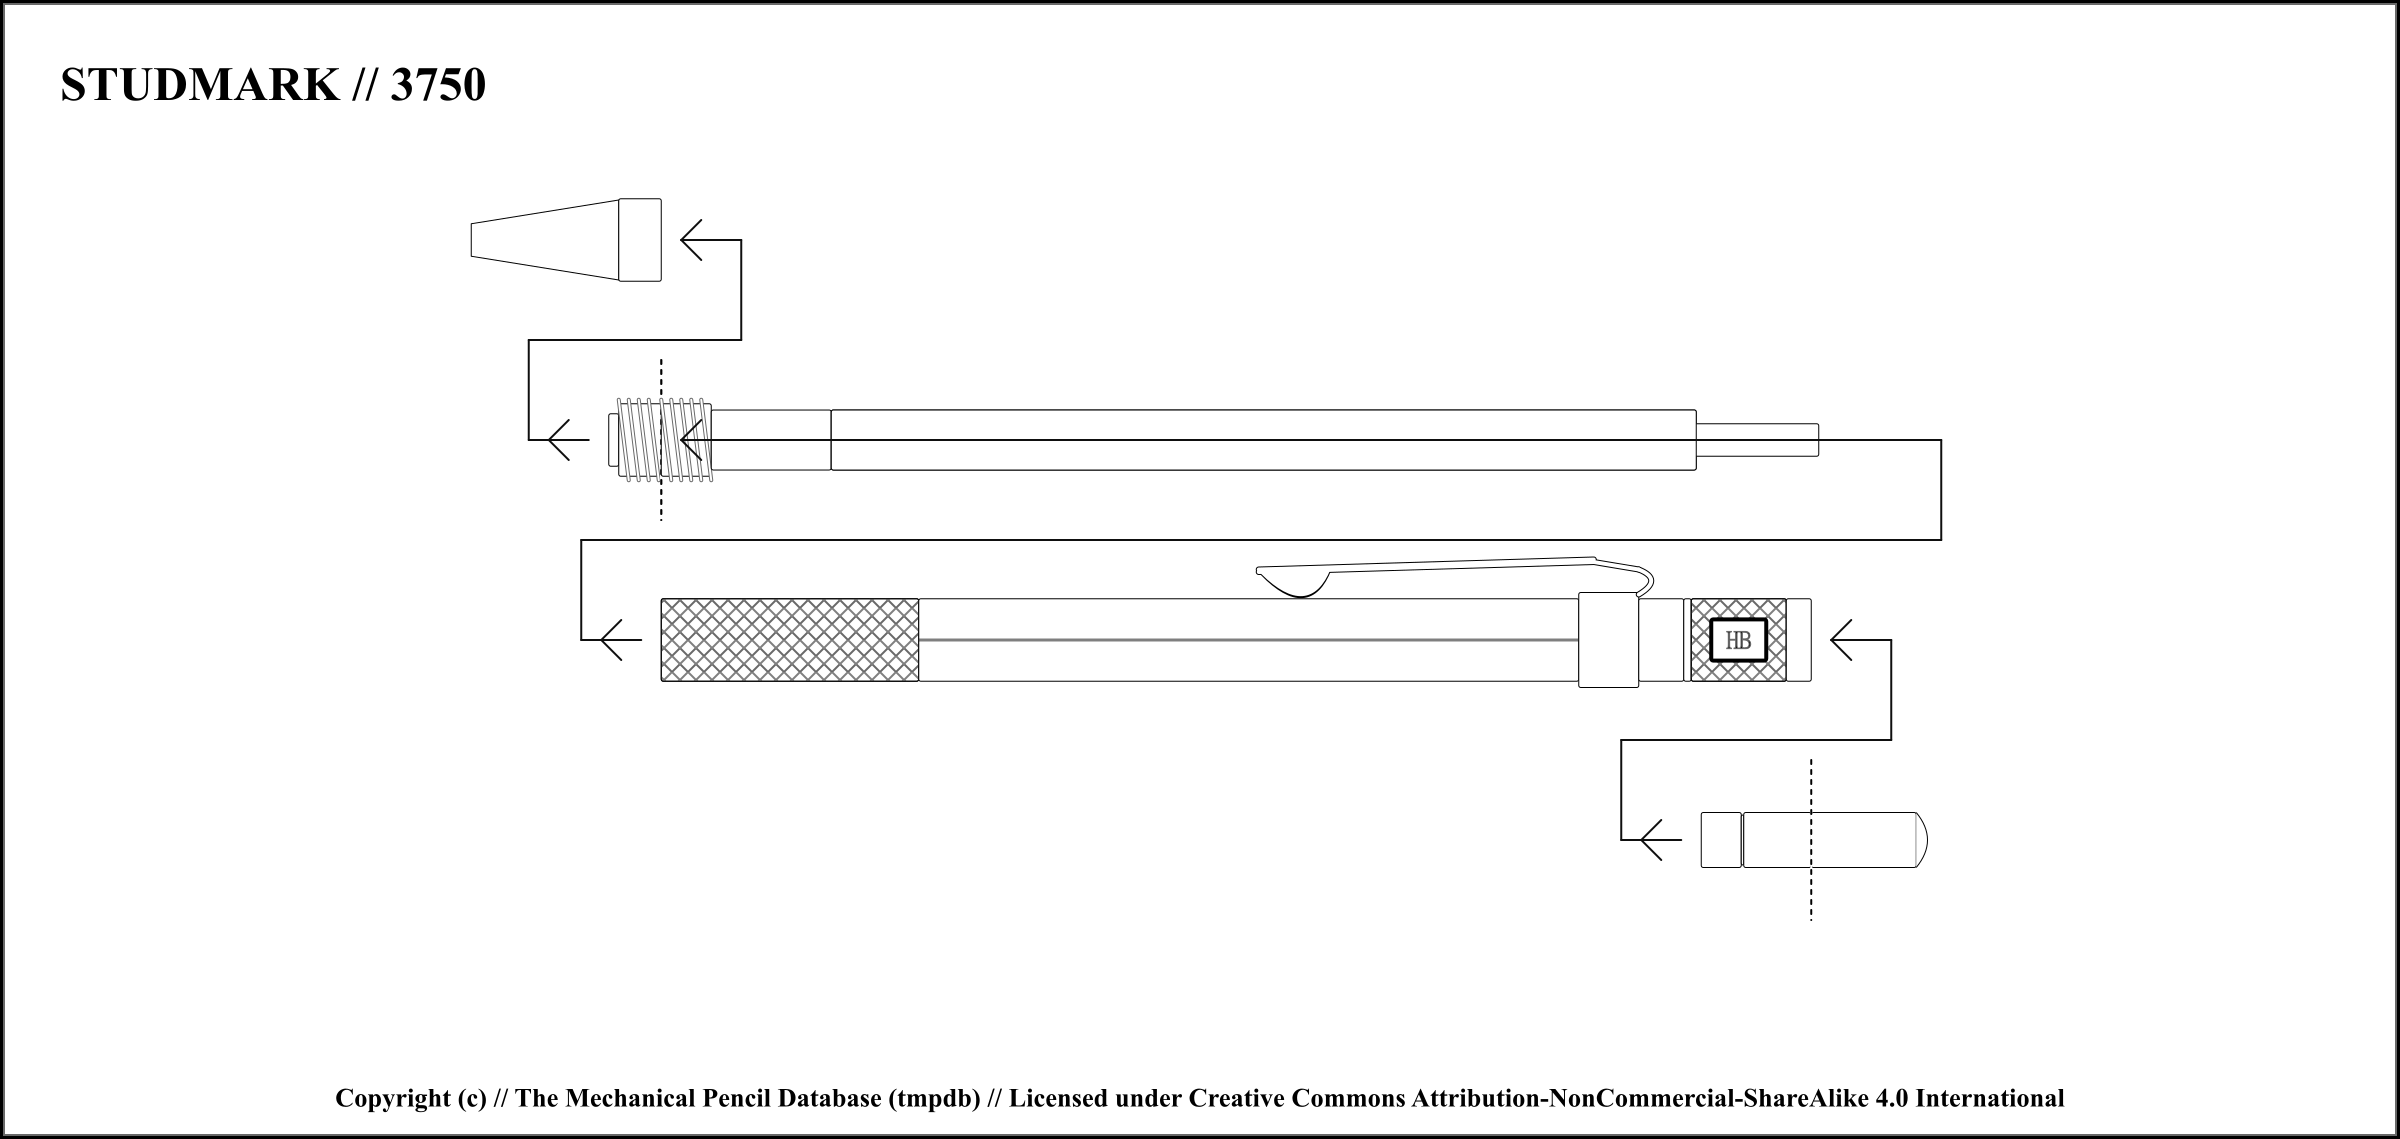 STUDMARK // 3750
HB
Copyright (c) // The Mechanical Pencil Database (tmpdb) // Licensed under Creative Commons Attribution-NonCommercial-ShareAlike 4.0 International